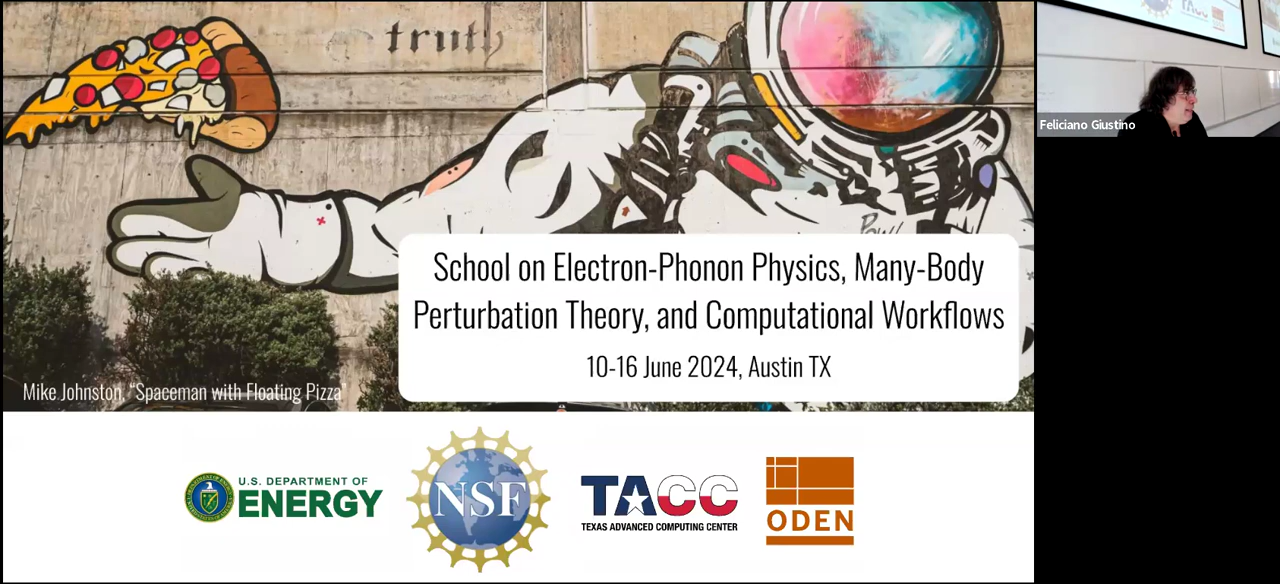 truth
POW!
School on Electron-Phonon Physics, Many-Body
Perturbation Theory, and Computational Workflows
10-16 June 2024, Austin TX
Mike Johnston, “Spaceman with Floating Pizza”
U.S. DEPARTMENT OF
ENERGY
NSF
TACC
TEXAS ADVANCED COMPUTING CENTER
ODEN
Feliciano Giustino